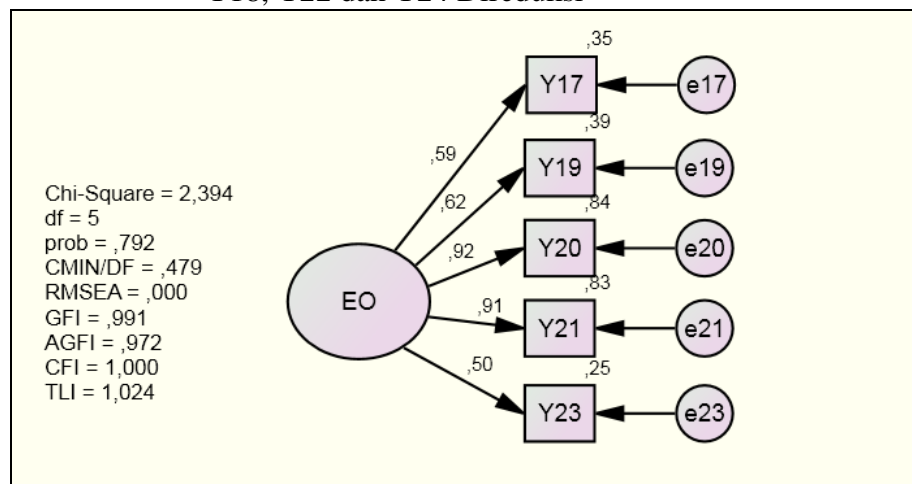 Y18, Y22 dan Y24 Direduksi
,35
Y17
e17
,59
,39
Y19
e19
,62
,84
Y20
e20
,92
,83
Y21
e21
,91
,25
Y23
e23
,50
EO
Chi-Square = 2,394
df = 5
prob = ,792
CMIN/DF = ,479
RMSEA = ,000
GFI = ,991
AGFI = ,972
CFI = 1,000
TLI = 1,024